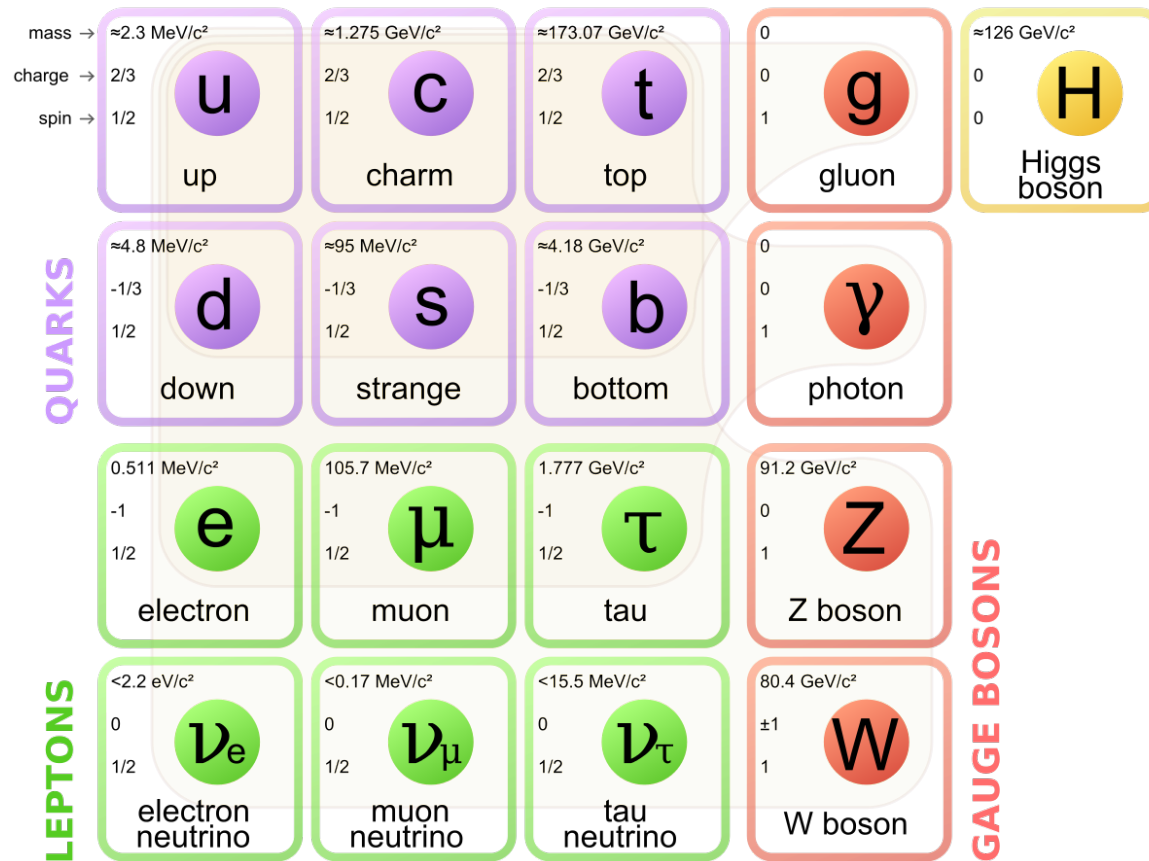 mass →
charge →
spin →
≈2.3 MeV/c²
2/3
1/2
u
up
≈1.275 GeV/c²
2/3
1/2
c
charm
≈173.07 GeV/c²
2/3
1/2
t
top
0
0
1
g
gluon
≈126 GeV/c²
0
0
H
Higgs
boson
QUARKS
≈4.8 MeV/c²
-1/3
1/2
d
down
≈95 MeV/c²
-1/3
1/2
s
strange
≈4.18 GeV/c²
-1/3
1/2
b
bottom
0
0
1
γ
photon
0.511 MeV/c²
-1
1/2
e
electron
105.7 MeV/c²
-1
1/2
μ
muon
1.777 GeV/c²
-1
1/2
τ
tau
91.2 GeV/c²
0
1
Z
Z boson
LEPTONS
<2.2 eV/c²
0
1/2
νe
electron
neutrino
<0.17 MeV/c²
0
1/2
νμ
muon
neutrino
<15.5 MeV/c²
0
1/2
ντ
tau
neutrino
80.4 GeV/c²
±1
1
W
W boson
GAUGE BOSONS